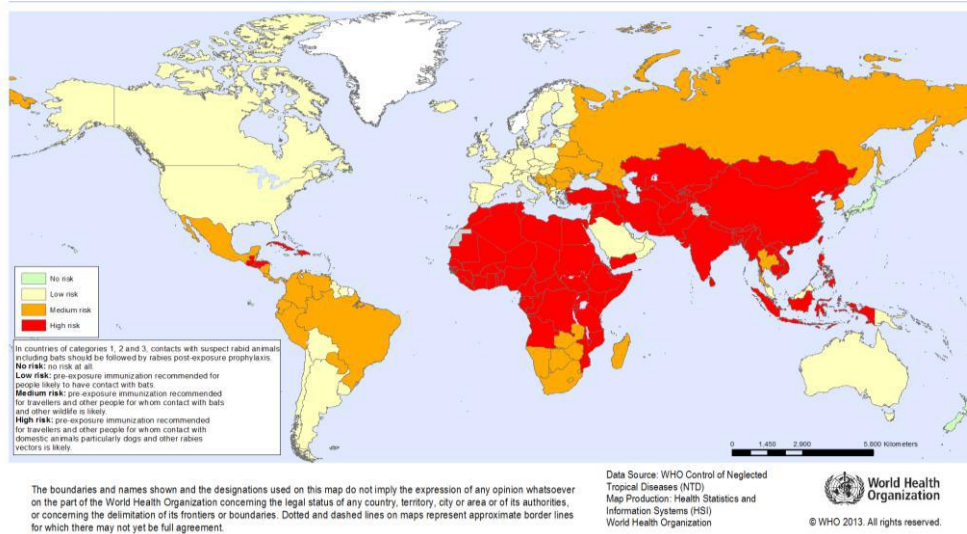 No risk
Low risk
Medium risk
High risk
In countries of categories 1, 2 and 3, contacts with suspect rabid animals
including bats should be followed by rabies post-exposure prophylaxis.
No risk: no risk at all.
Low risk: pre-exposure immunization recommended for
people likely to have contact with bats.
Medium risk: pre-exposure immunization recommended
for travellers and other people for whom contact with bats
and other wildlife is likely.
High risk: pre-exposure immunization recommended
for travellers and other people for whom contact with
domestic animals particularly dogs and other rabies
vectors is likely.
0 1,450 2,900 5,800 Kilometers
The boundaries and names shown and the designations used on this map do not imply the expression of any opinion whatsoever
on the part of the World Health Organization concerning the legal status of any country, territory, city or area or of its authorities,
or concerning the delimitation of its frontiers or boundaries. Dotted and dashed lines on maps represent approximate border lines
for which there may not yet be full agreement.
Data Source: WHO Control of Neglected
Tropical Diseases (NTD)
Map Production: Health Statistics and
Information Systems (HSI)
World Health Organization
World Health
Organization
© WHO 2013. All rights reserved.